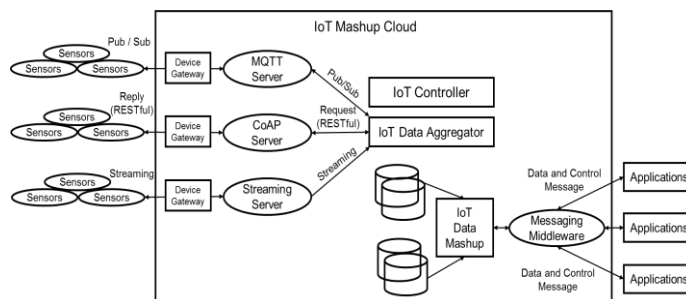 IoT Mashup Cloud
Pub / Sub
Sensors
Sensors
Sensors
Device
Gateway
MQTT
Server
Pub/Sub
IoT Controller
Reply
(RESTful)
Sensors
Sensors
Sensors
Device
Gateway
CoAP
Server
Request
(RESTful)
IoT Data Aggregator
Streaming
Sensors
Sensors
Sensors
Device
Gateway
Streaming
Server
Streaming
IoT
Data
Mashup
Data and Control
Message
Messaging
Middleware
Data and Control
Message
Applications
Applications
Applications